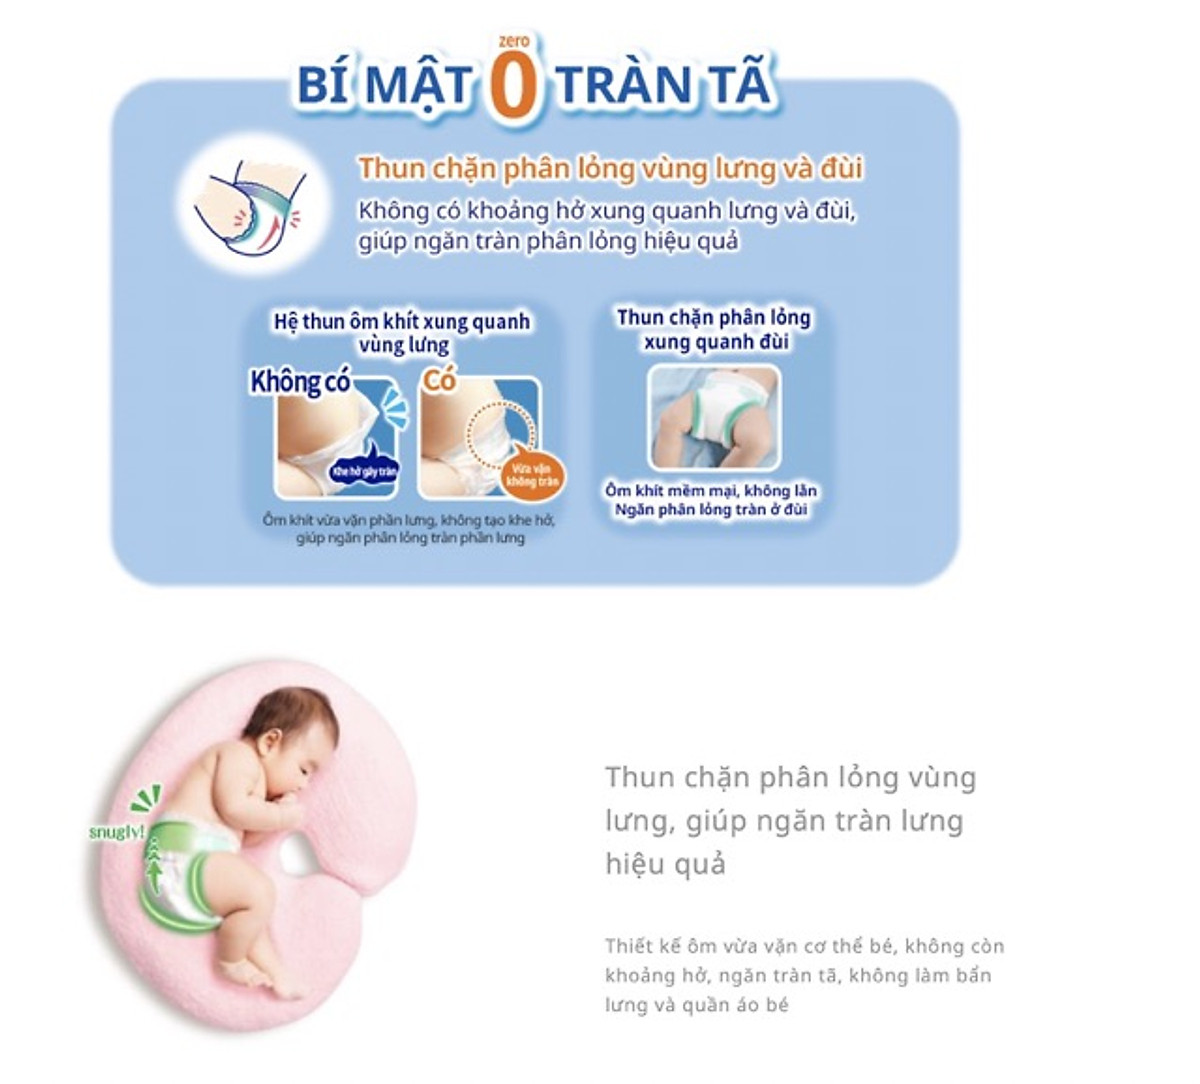 zero
BÍ MẬT 0 TRÀN TÃ
Thun chặn phân lỏng vùng lưng và đùi
Không có khoảng hở xung quanh lưng và đùi,
giúp ngăn tràn phân lỏng hiệu quả
Hệ thun ôm khít xung quanh
vùng lưng
Không có
Có
Khe hở gây tràn
Vừa vặn
không tràn
Ôm khít vừa vặn phần lưng, không tạo khe hở,
giúp ngăn phân lỏng tràn phần lưng
Thun chặn phân lỏng
xung quanh đùi
Ôm khít mềm mại, không lằn
Ngăn phân lỏng tràn ở đùi
snugly!
Thun chặn phân lỏng vùng
lưng, giúp ngăn tràn lưng
hiệu quả
Thiết kế ôm vừa vặn cơ thể bé, không còn
khoảng hở, ngăn tràn tã, không làm bẩn
lưng và quần áo bé